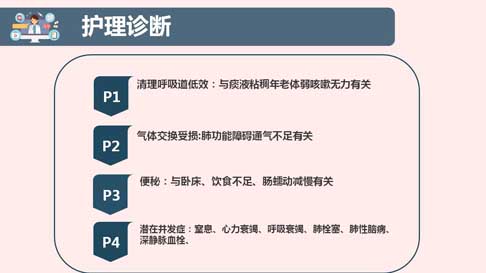 护理诊断
P1
清理呼吸道低效：与痰液粘稠年老体弱咳嗽无力有关
P2
气体交换受损:肺功能障碍通气不足有关
P3
便秘：与卧床、饮食不足、肠蠕动减慢有关
P4
潜在并发症：窒息、心力衰竭、呼吸衰竭、肺栓塞、肺性脑病、
深静脉血栓、